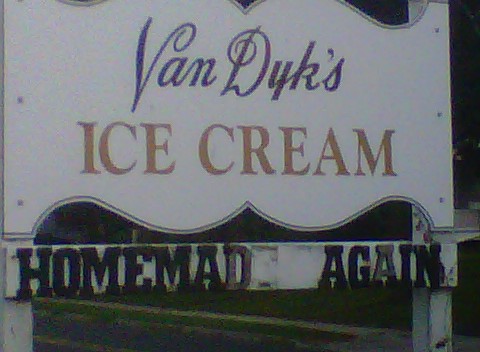 Van Dyk's
ICE CREAM
HOMEMAD AGAIN